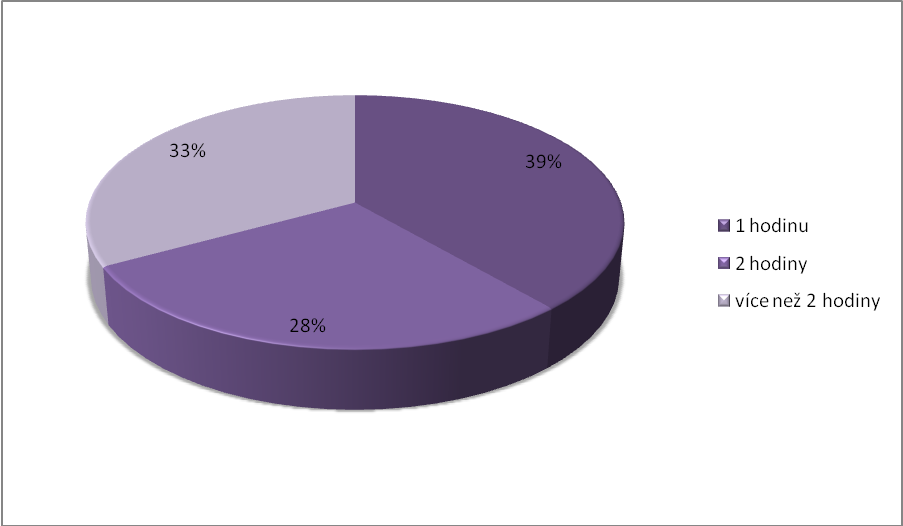 33%
39%
28%
1 hodinu
2 hodiny
více než 2 hodiny